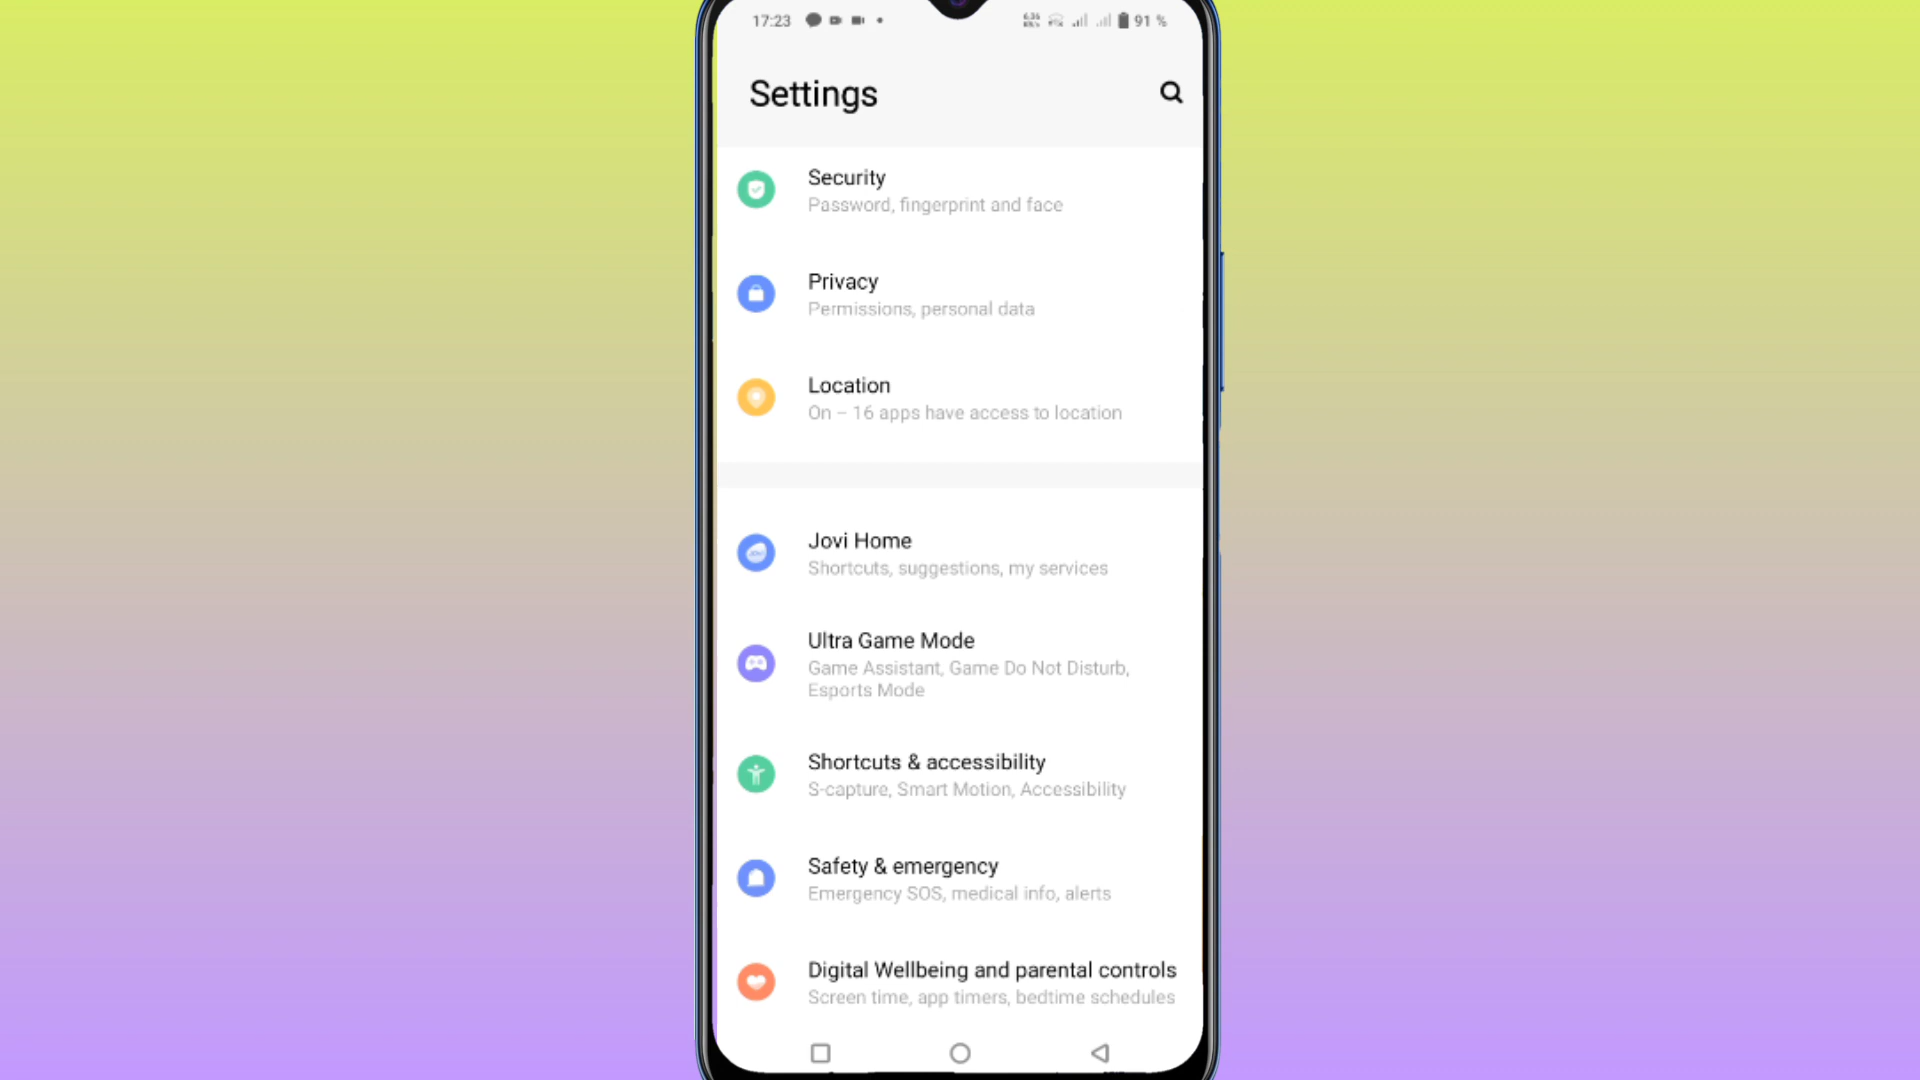 17:23
91 %
Settings
Security
Password, fingerprint and face
Privacy
Permissions, personal data
Location
On – 16 apps have access to location
Jovi Home
Shortcuts, suggestions, my services
Ultra Game Mode
Game Assistant, Game Do Not Disturb,
Esports Mode
Shortcuts & accessibility
S-capture, Smart Motion, Accessibility
Safety & emergency
Emergency SOS, medical info, alerts
Digital Wellbeing and parental controls
Screen time, app timers, bedtime schedules